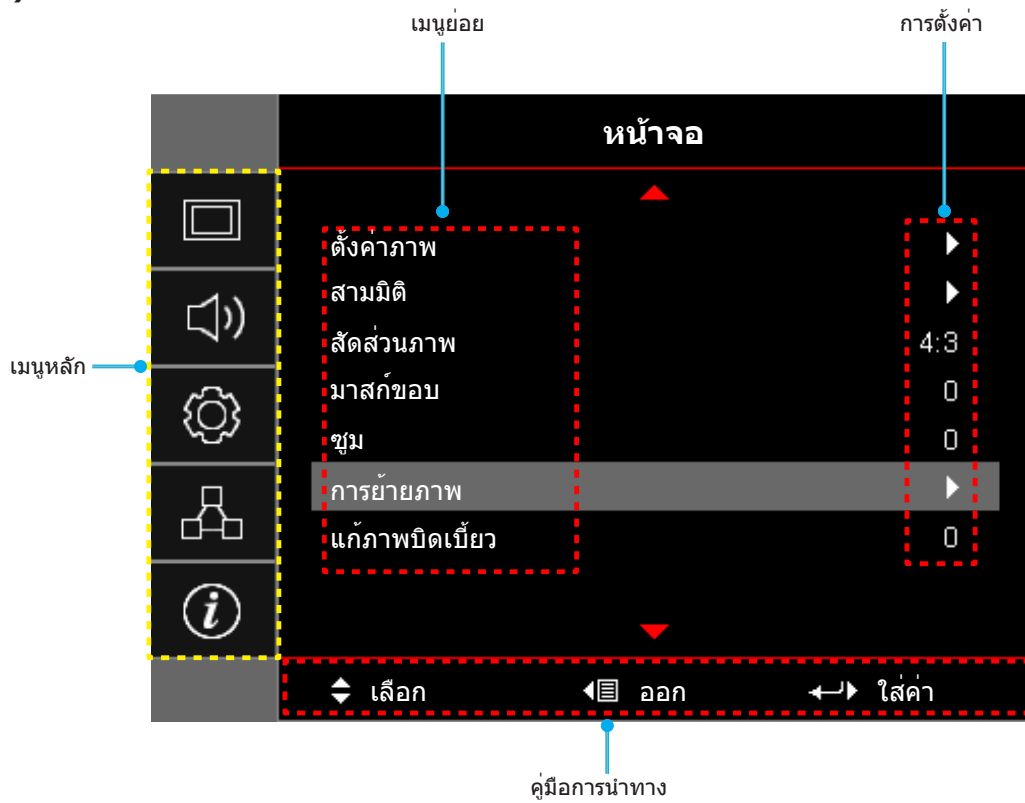 เมนูย่อย
การตั้งค่า
หน้าจอ
ตั้งค่าภาพ
สามมิติ
สัดส่วนภาพ 4:3
มาสก์ขอบ 0
ซูม 0
การย้ายภาพ
แก้ภาพบิดเบี้ยว 0
เมนูหลัก
เลือก ออก ใส่ค่า
คู่มือการนำทาง